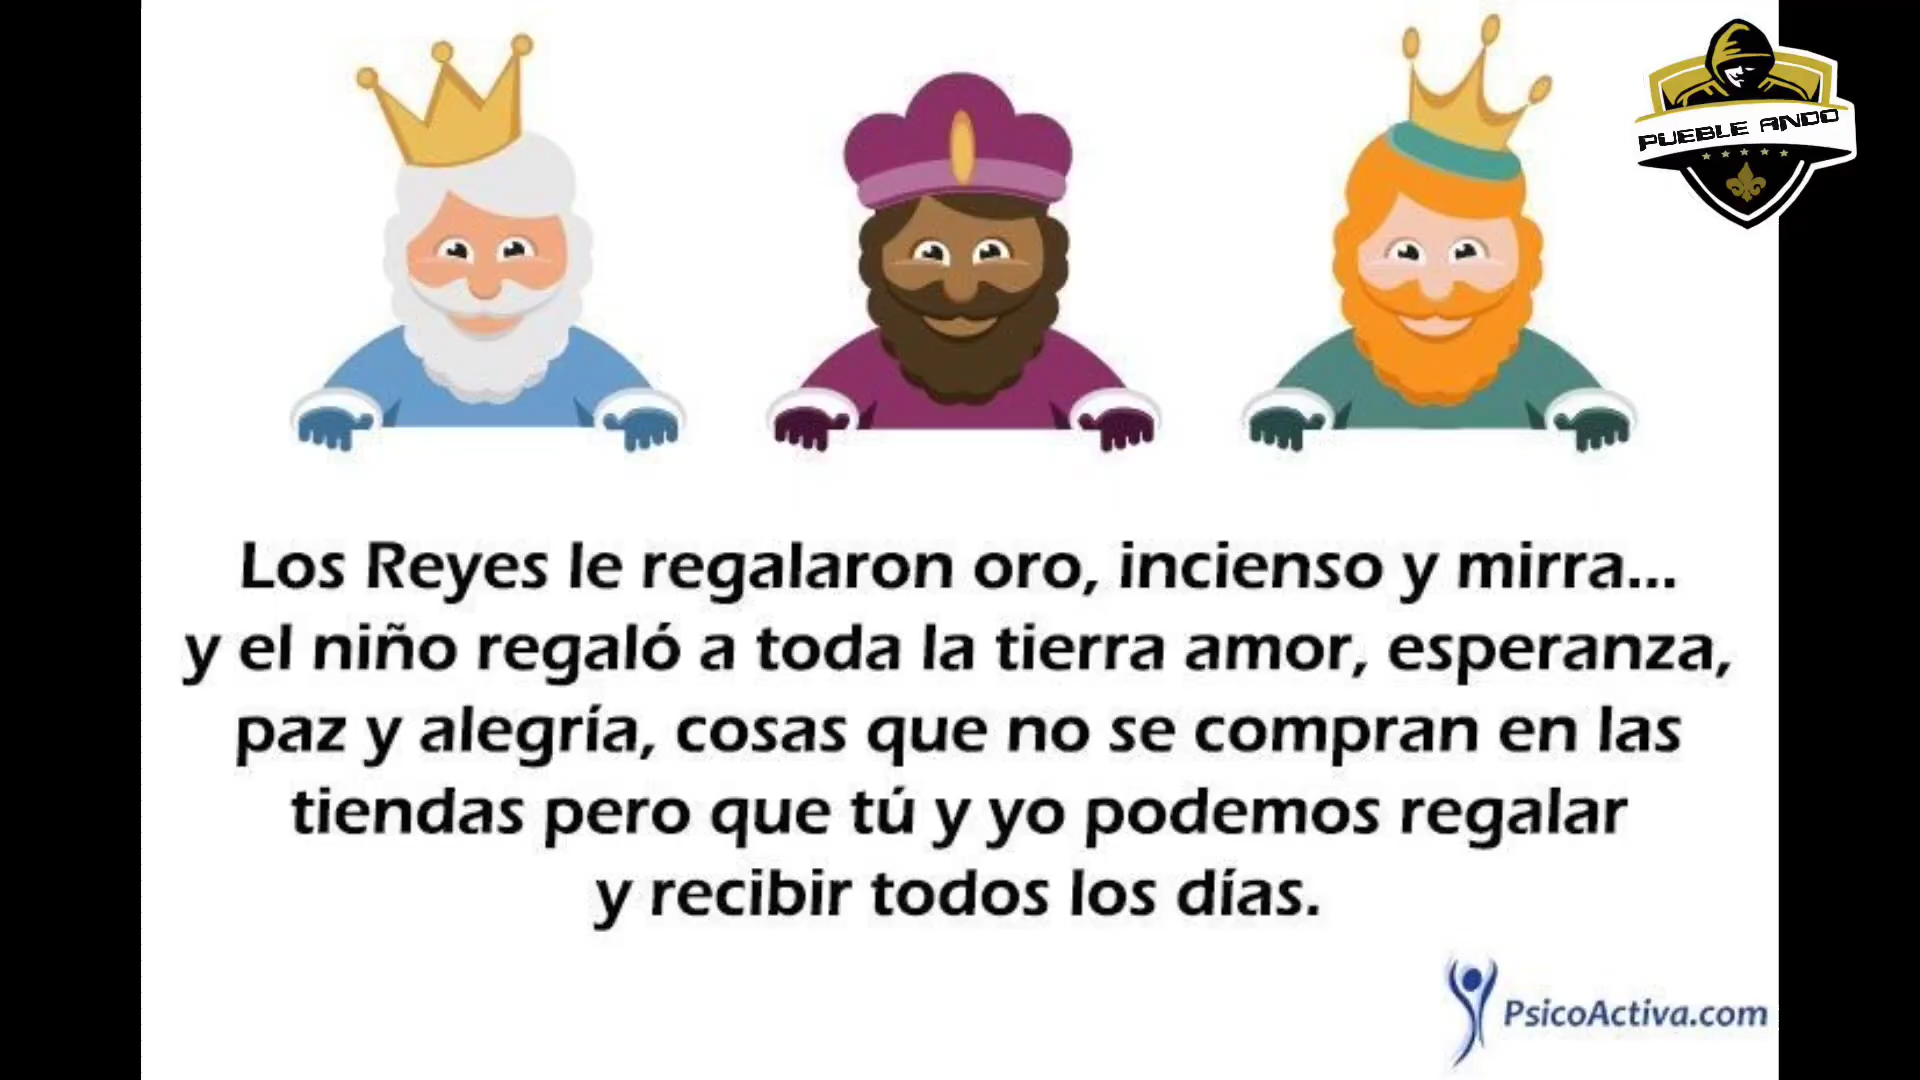 PUEBLE ANDO
Los Reyes le regalaron oro, incienso y mirra...
y el niño regaló a toda la tierra amor, esperanza,
paz y alegría, cosas que no se compran en las
tiendas pero que tú y yo podemos regalar
y recibir todos los días.
PsicoActiva.com